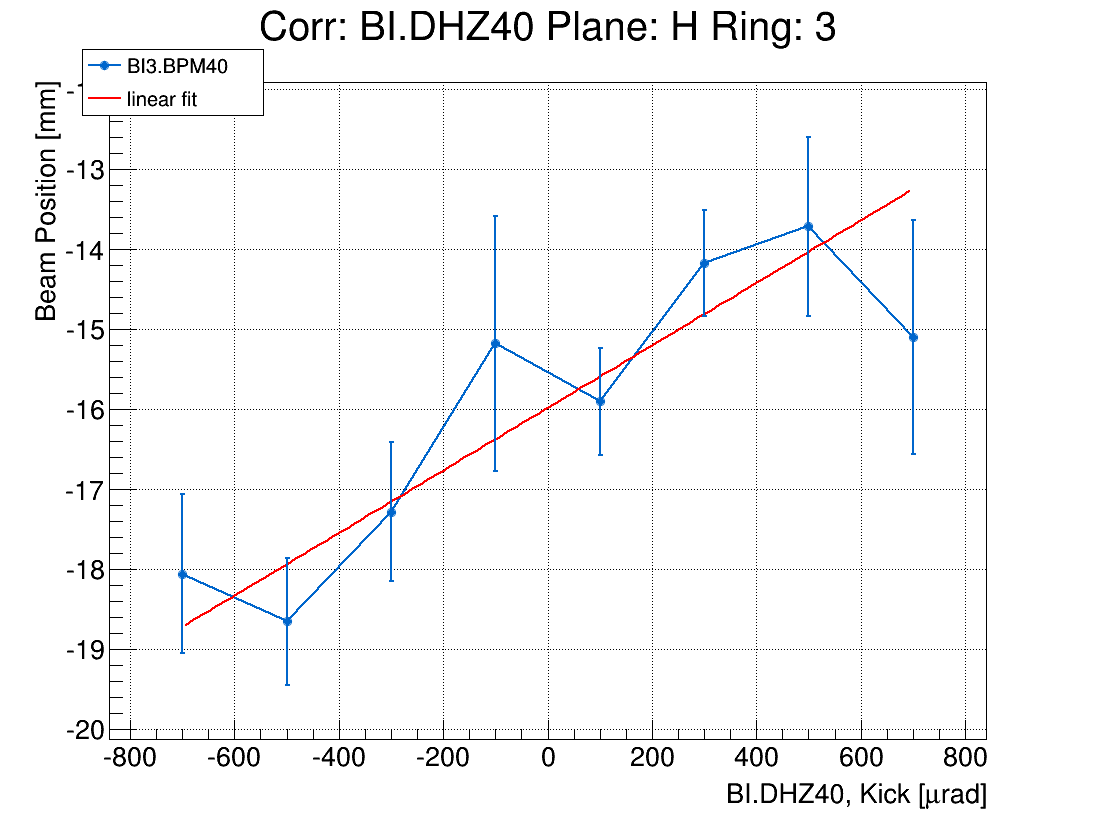 Corr: BI.DHZ40 Plane: H Ring: 3
BI3.BPM40
linear fit
Beam Position [mm]
-13
-14
-15
-16
-17
-18
-19
-20
-800 -600 -400 -200 0 200 400 600 800
BI.DHZ40, Kick [μrad]